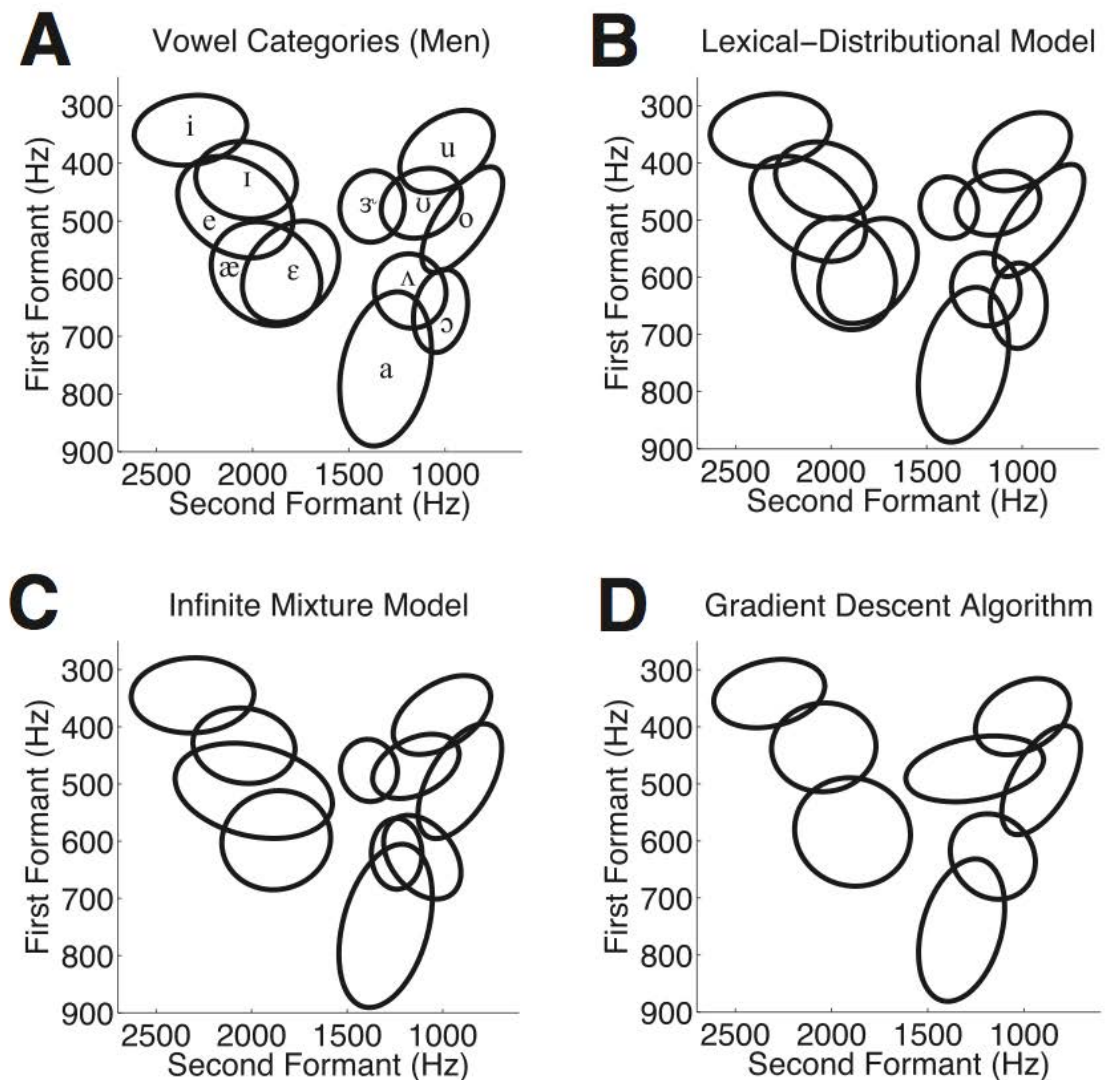 A
Vowel Categories (Men)
300
400
500
600
700
800
900
First Formant (Hz)
i
ɪ
e
æ
ɛ
ɝ
ʊ
u
o
ʌ
ɔ
a
2500 2000 1500 1000
Second Formant (Hz)
B
Lexical–Distributional Model
300
400
500
600
700
800
900
First Formant (Hz)
2500 2000 1500 1000
Second Formant (Hz)
C
Infinite Mixture Model
300
400
500
600
700
800
900
First Formant (Hz)
2500 2000 1500 1000
Second Formant (Hz)
D
Gradient Descent Algorithm
300
400
500
600
700
800
900
First Formant (Hz)
2500 2000 1500 1000
Second Formant (Hz)